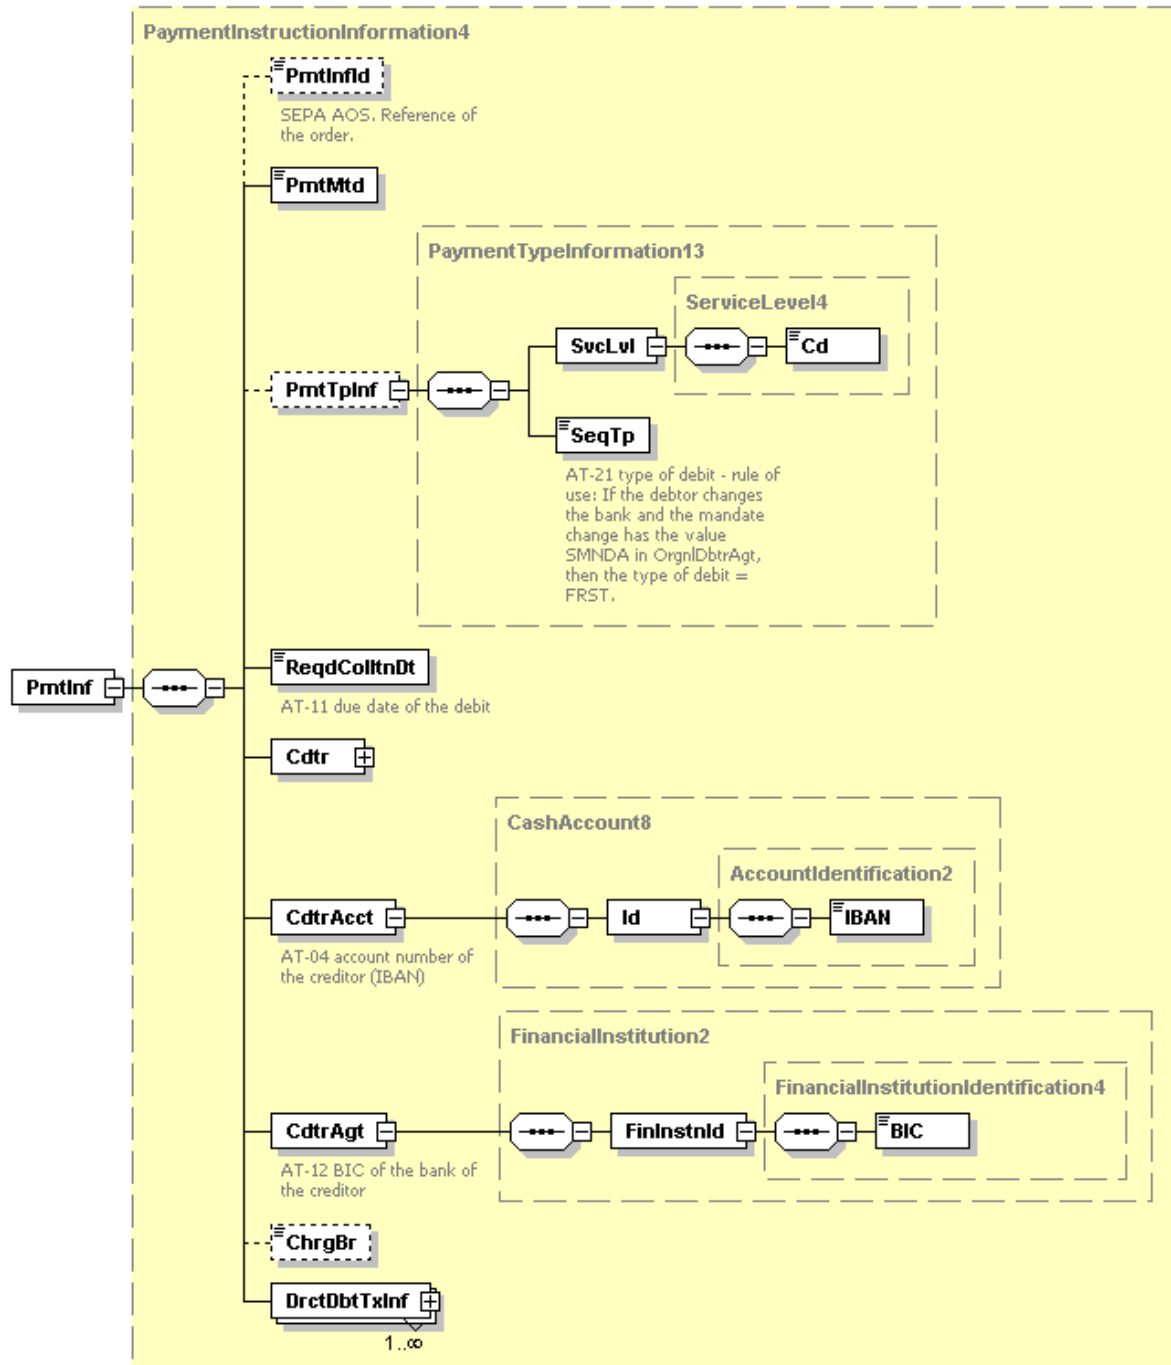 PaymentInstructionInformation4
PmtInfId
SEPA AOS. Reference of
the order.
PmtMtd
PaymentTypeInformation13
ServiceLevel4
SvcLvl
Cd
PmtTpInf
SeqTp
AT-21 type of debit - rule of
use: If the debtor changes
the bank and the mandate
change has the value
SMNDA in OrgnlDbtrAgt,
then the type of debit =
FRST.
ReqdColltnDt
PmtInf
AT-11 due date of the debit
Cdtr
CashAccount8
AccountIdentification2
CdtrAcct
Id
IBAN
AT-04 account number of
the creditor (IBAN)
FinancialInstitution2
FinancialInstitutionIdentification4
CdtrAgt
FinInstnId
BIC
AT-12 BIC of the bank of
the creditor
ChrgBr
DrctDbtTxInf
1..∞